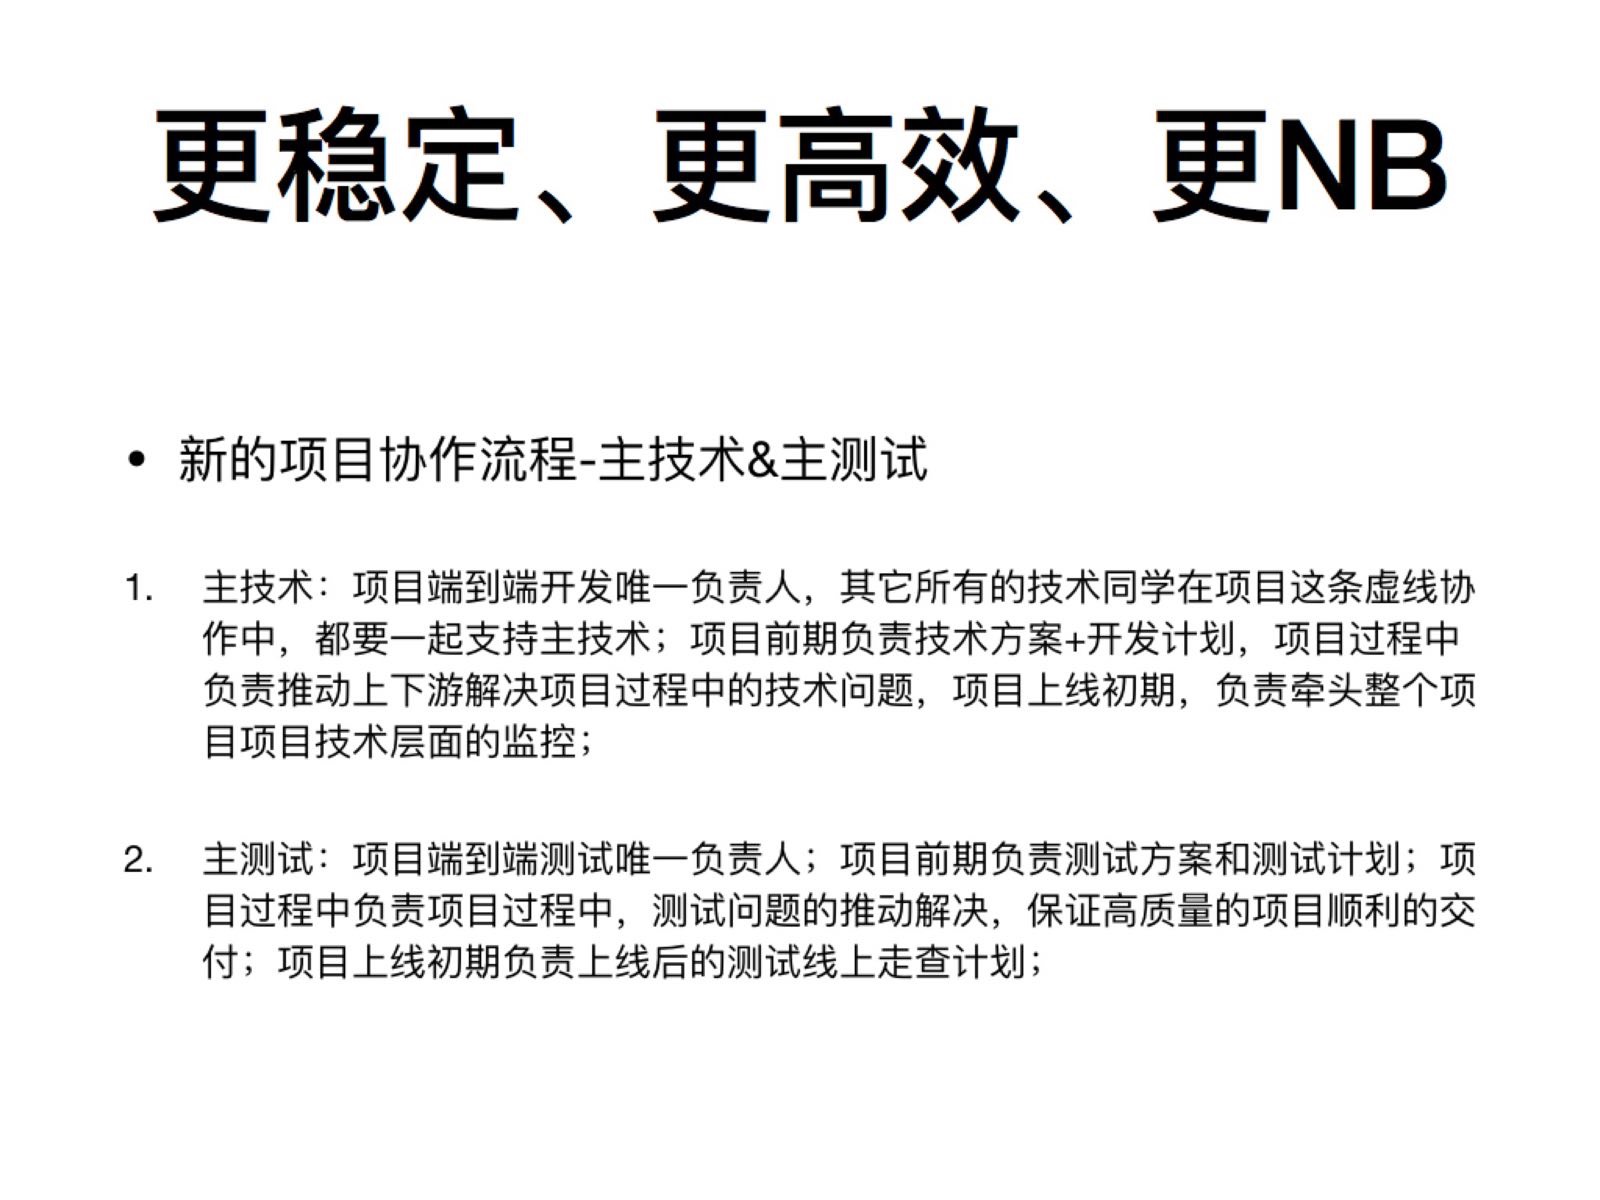 更稳定、更高效、更NB
• 新的项目协作流程-主技术&主测试
1. 主技术：项目端到端开发唯一负责人，其它所有的技术同学在项目这条虚线协
作中，都要一起支持主技术；项目前期负责技术方案+开发计划，项目过程中
负责推动上下游解决项目过程中的技术问题，项目上线初期，负责牵头整个项
目项目技术层面的监控；
2. 主测试：项目端到端测试唯一负责人；项目前期负责测试方案和测试计划；项
目过程中负责项目过程中，测试问题的推动解决，保证高质量的项目顺利的交
付；项目上线初期负责上线后的测试线上走查计划；